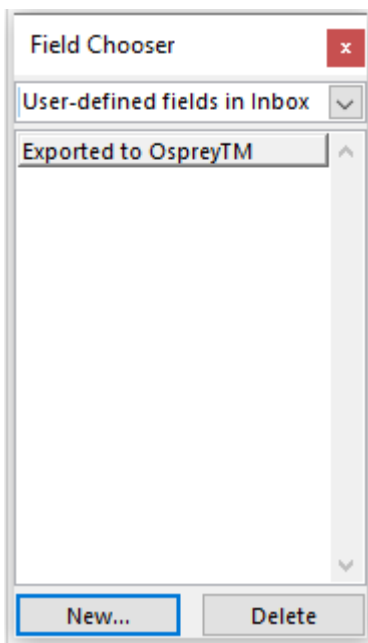 Field Chooser
x
User-defined fields in Inbox
Exported to OspreyTM
New...
Delete